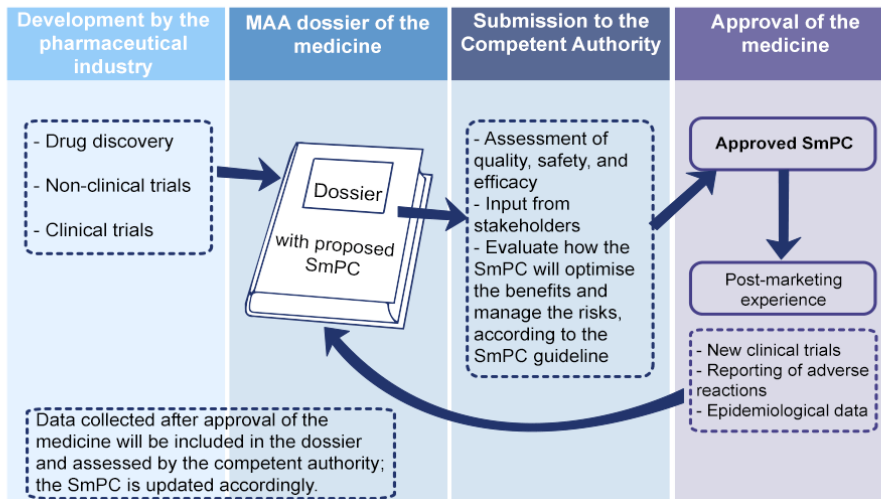 Development by the
pharmaceutical
industry
MAA dossier of the
medicine
Submission to the
Competent Authority
Approval of the
medicine
- Drug discovery
- Non-clinical trials
- Clinical trials
Dossier
with proposed
SmPC
- Assessment of
quality, safety, and
efficacy
- Input from
stakeholders
- Evaluate how the
SmPC will optimise
the benefits and
manage the risks,
according to the
SmPC guideline
Approved SmPC
Post-marketing
experience
- New clinical trials
- Reporting of adverse
reactions
- Epidemiological data
Data collected after approval of the
medicine will be included in the dossier
and assessed by the competent authority;
the SmPC is updated accordingly.